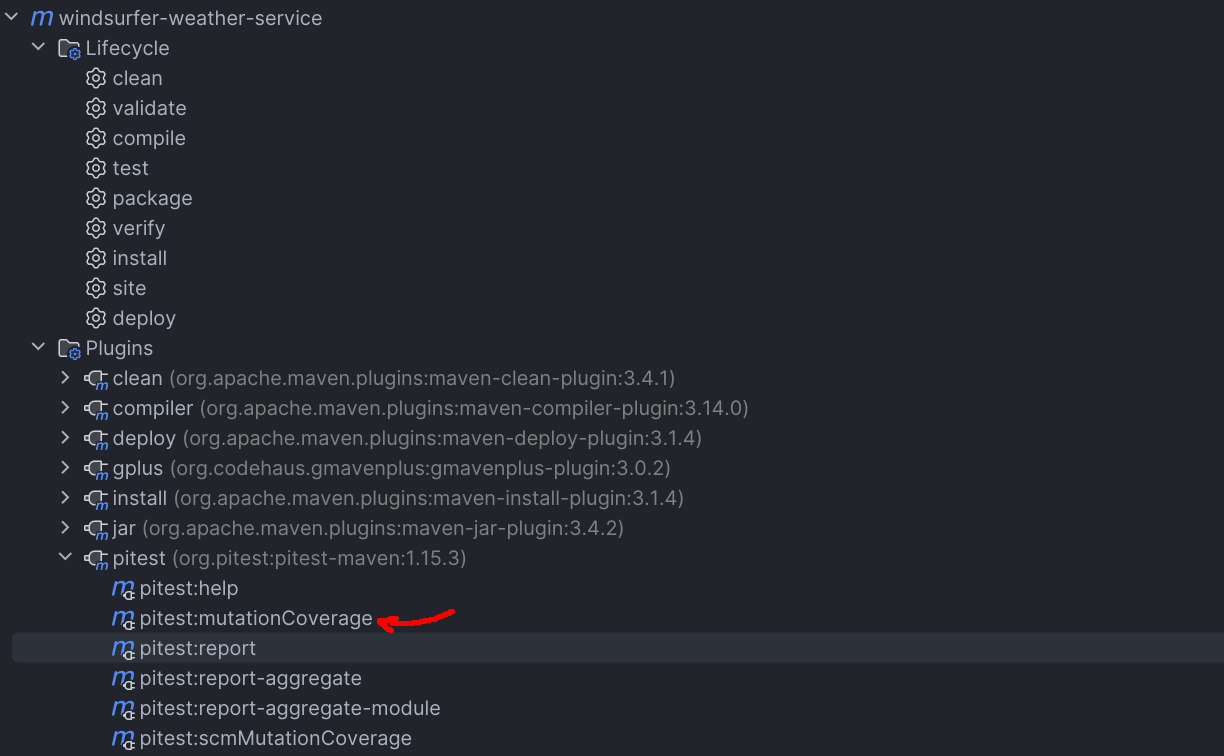 windsurfer-weather-service
Lifecycle
clean
validate
compile
test
package
verify
install
site
deploy
Plugins
clean (org.apache.maven.plugins:maven-clean-plugin:3.4.1)
compiler (org.apache.maven.plugins:maven-compiler-plugin:3.14.0)
deploy (org.apache.maven.plugins:maven-deploy-plugin:3.1.4)
gplus (org.codehaus.gmavenplus:gmavenplus-plugin:3.0.2)
install (org.apache.maven.plugins:maven-install-plugin:3.1.4)
jar (org.apache.maven.plugins:maven-jar-plugin:3.4.2)
pitest (org.pitest:pitest-maven:1.15.3)
pitest:help
pitest:mutationCoverage
pitest:report
pitest:report-aggregate
pitest:report-aggregate-module
pitest:scmMutationCoverage